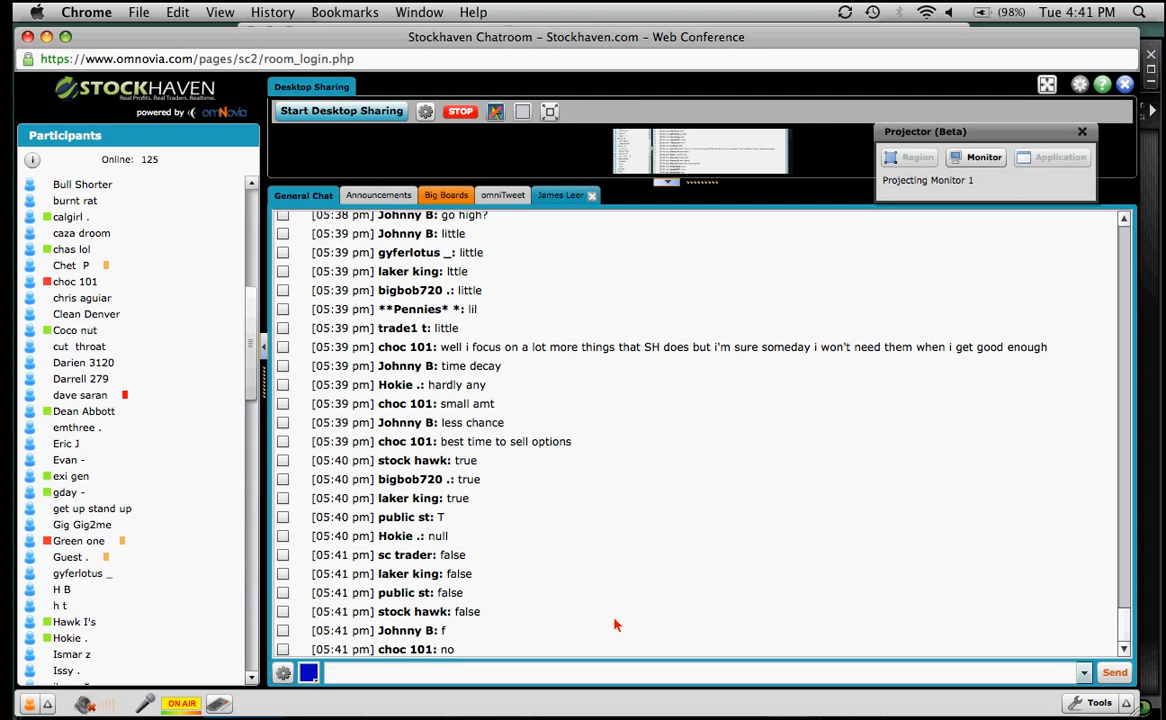 Chrome File Edit View History Bookmarks Window Help (98%) Tue 4:41 PM
Stockhaven Chatroom – Stockhaven.com – Web Conference
https://www.omnovia.com/pages/sc2/room_login.php
STOCKHAVEN
Real Profits. Real Traders. Realtime.
powered by omNovia
Desktop Sharing
Start Desktop Sharing STOP
Projector (Beta)
Region Monitor Application
Projecting Monitor 1
Participants
Online: 125
Bull Shorter
burnt rat
calgirl .
caza droom
chas lol
Chet P
choc 101
chris aguiar
Clean Denver
Coco nut
cut throat
Darien 3120
Darrell 279
dave saran
Dean Abbott
emthree .
Eric J
Evan -
exi gen
gday -
get up stand up
Gig Gig2me
Green one
Guest .
gyferlotus _
H B
h t
Hawk I's
Hokie .
Ismar z
Issy .
General Chat Announcements Big Boards omniTweet James Leer
[05:38 pm] Johnny B: go high?
[05:39 pm] Johnny B: little
[05:39 pm] gyferlotus _: little
[05:39 pm] laker king: lttle
[05:39 pm] bigbob720 .: little
[05:39 pm] **Pennies* *: lil
[05:39 pm] trade1 t: little
[05:39 pm] choc 101: well i focus on a lot more things that SH does but i'm sure someday i won't need them when i get good enough
[05:39 pm] Johnny B: time decay
[05:39 pm] Hokie .: hardly any
[05:39 pm] choc 101: small amt
[05:39 pm] Johnny B: less chance
[05:39 pm] choc 101: best time to sell options
[05:40 pm] stock hawk: true
[05:40 pm] bigbob720 .: true
[05:40 pm] laker king: true
[05:40 pm] public st: T
[05:40 pm] Hokie .: null
[05:41 pm] sc trader: false
[05:41 pm] laker king: false
[05:41 pm] public st: false
[05:41 pm] stock hawk: false
[05:41 pm] Johnny B: f
[05:41 pm] choc 101: no
Send
ON AIR
Tools